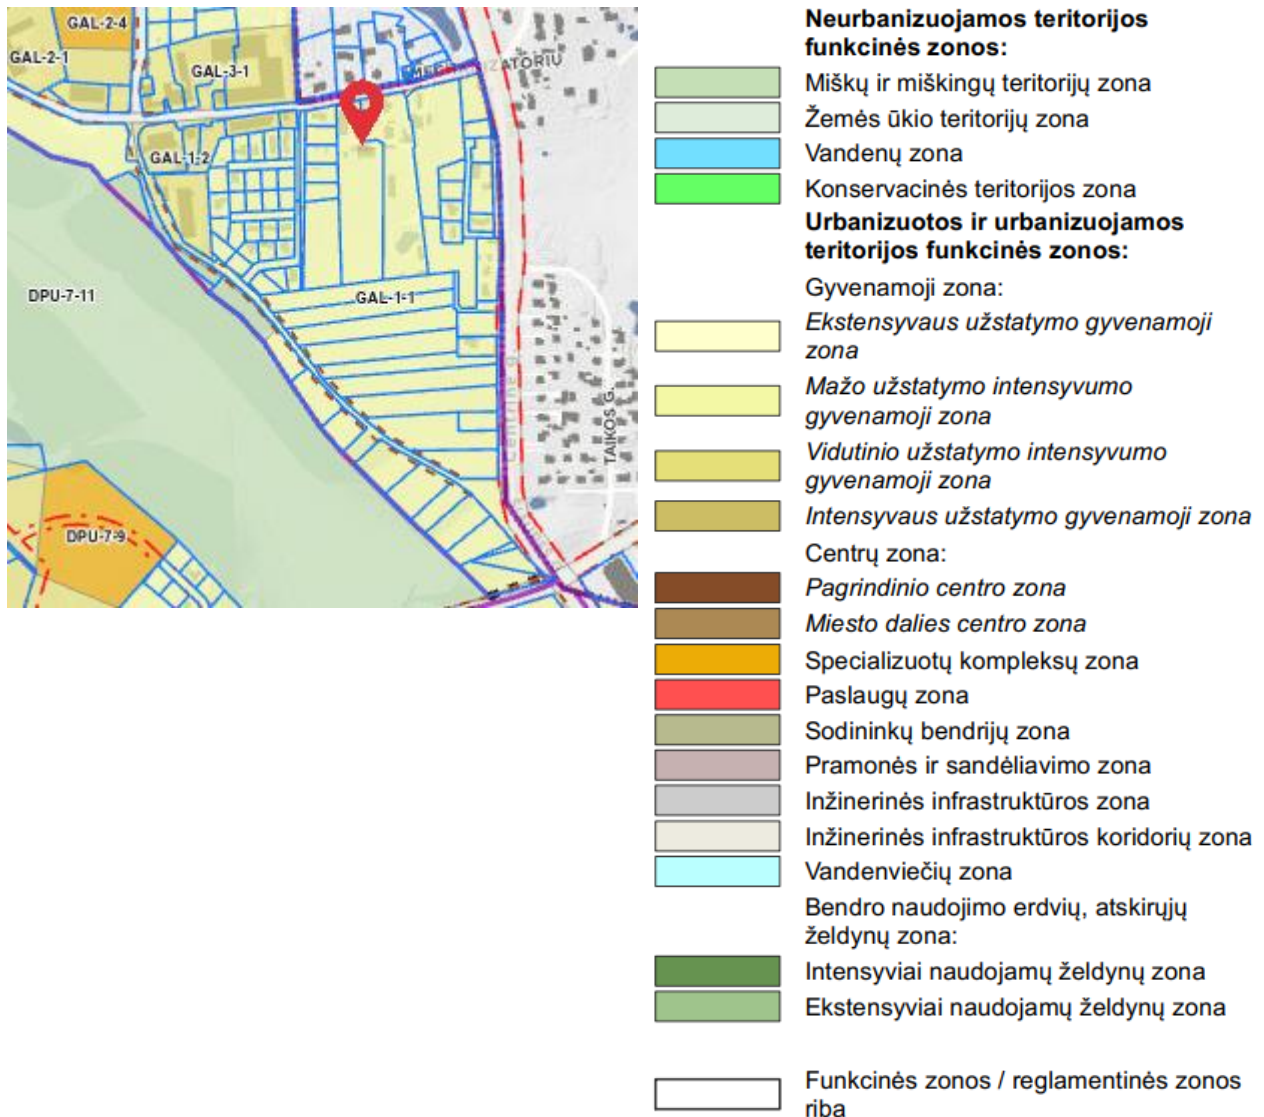 GAL-2-4
GAL-2-1
GAL-3-1
GAL-1-2
DPU-7-11
GAL-1-1
Centrinė g.
TAIKOS G.
DPU-7-9
Neurbanizuojamos teritorijos
funkcinės zonos:
Miškų ir miškingų teritorijų zona
Žemės ūkio teritorijų zona
Vandenų zona
Konservacinės teritorijos zona
Urbanizuotos ir urbanizuojamos
teritorijos funkcinės zonos:
Gyvenamoji zona:
Ekstensyvaus užstatymo gyvenamoji
zona
Mažo užstatymo intensyvumo
gyvenamoji zona
Vidutinio užstatymo intensyvumo
gyvenamoji zona
Intensyvaus užstatymo gyvenamoji zona
Centrų zona:
Pagrindinio centro zona
Miesto dalies centro zona
Specializuotų kompleksų zona
Paslaugų zona
Sodininkų bendrijų zona
Pramonės ir sandėliavimo zona
Inžinerinės infrastruktūros zona
Inžinerinės infrastruktūros koridorių zona
Vandenviečių zona
Bendro naudojimo erdvių, atskirųjų
želdynų zona:
Intensyviai naudojamų želdynų zona
Ekstensyviai naudojamų želdynų zona
Funkcinės zonos / reglamentinės zonos
riba